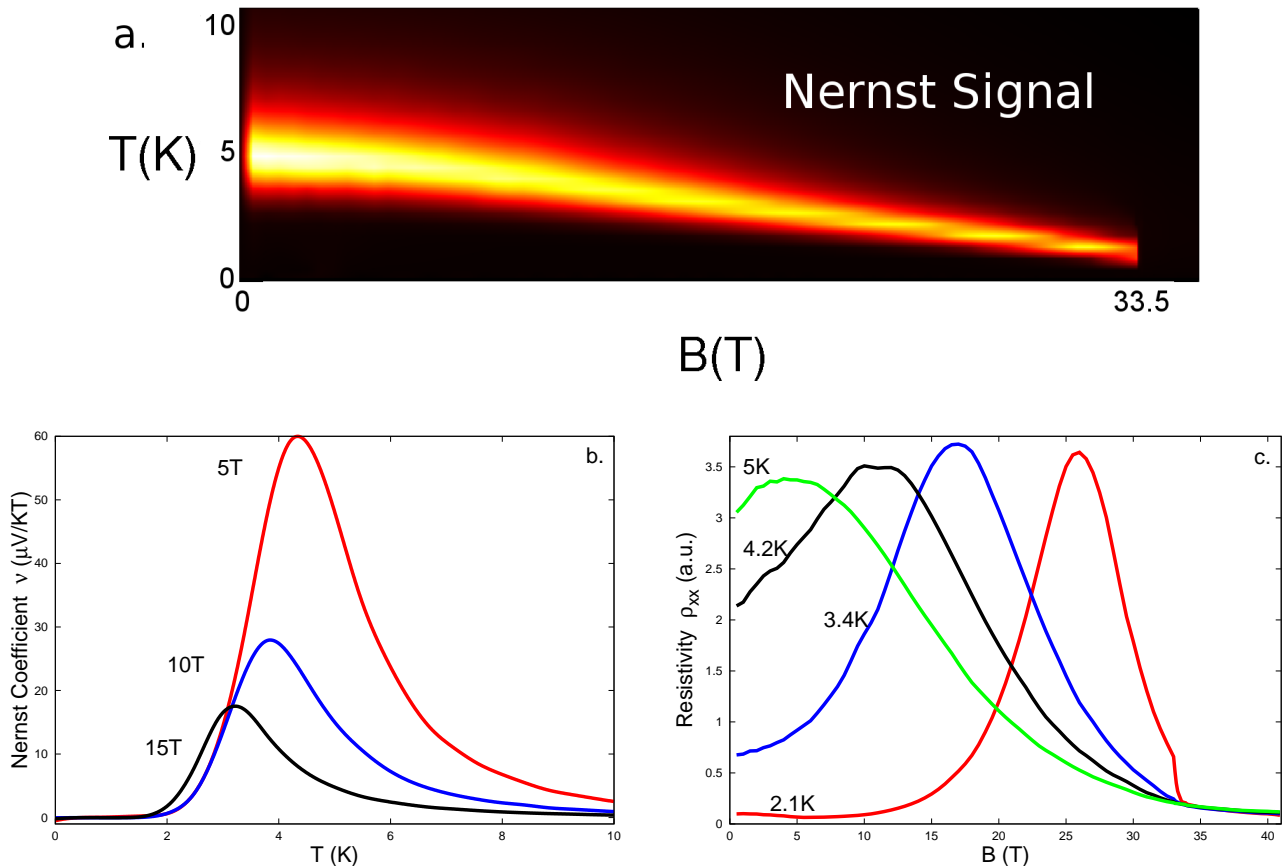 a.
Nernst Signal
T(K)
10
5
0
0
33.5
B(T)
b.
5T
10T
15T
Nernst Coefficient ν (μV/KT)
60
50
40
30
20
10
0
0
2
4
6
8
10
T (K)
c.
5K
4.2K
3.4K
2.1K
Resistivity ρxx (a.u.)
3.5
3
2.5
2
1.5
1
0.5
0
0
5
10
15
20
25
30
35
40
B (T)